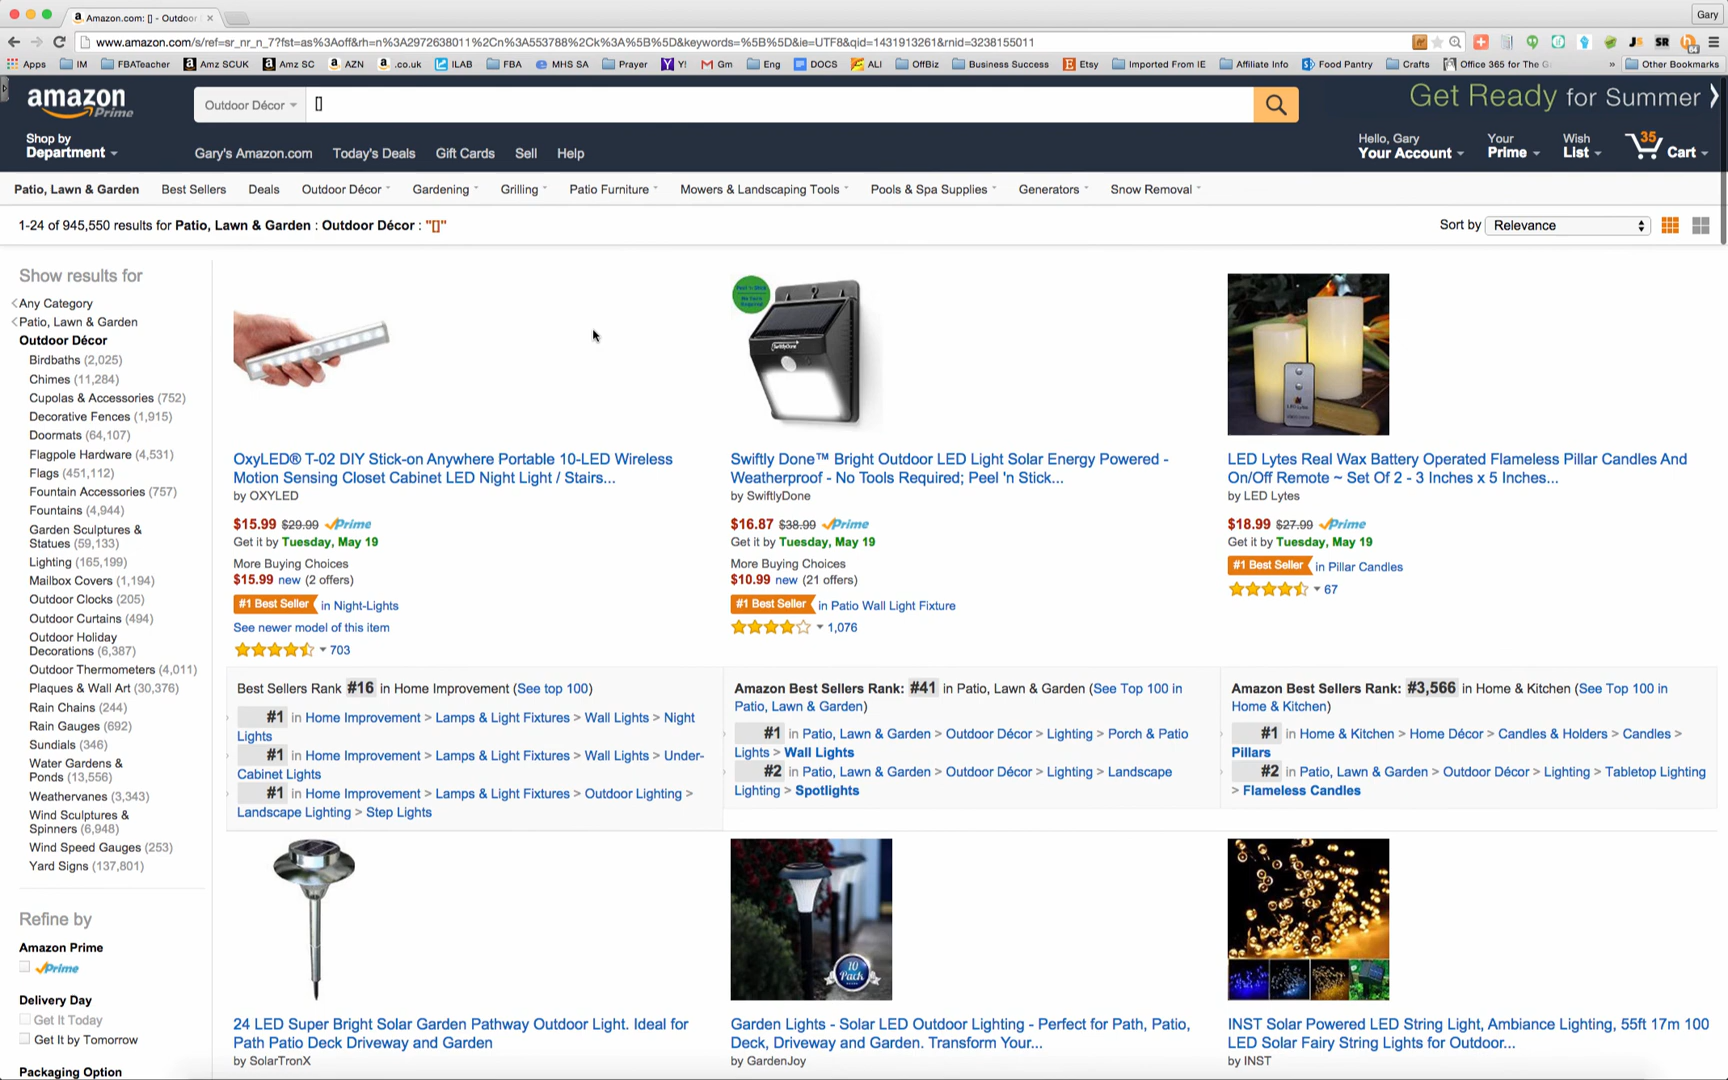 Amazon.com: [] - Outdoor
Gary
www.amazon.com/s/ref=sr_nr_n_7?fst=as%3Aoff&rh=n%3A2972638011%2Cn%3A553788%2Ck%3A%5B%5D&keywords=%5B%5D&ie=UTF8&qid=1431913261&rnid=3238155011
Apps IM FBATeacher Amz SCUK Amz SC AZN .co.uk ILAB FBA MHS SA Prayer Y! Gm Eng DOCS ALI OffBiz Business Success Etsy Imported From IE Affiliate Info Food Pantry Crafts Office 365 for The » Other Bookmarks
amazon Prime
Outdoor Décor []
Get Ready for Summer
Shop by
Department
Gary's Amazon.com Today's Deals Gift Cards Sell Help
Hello, Gary
Your Account
Your
Prime
Wish
List
35
Cart
Patio, Lawn & Garden Best Sellers Deals Outdoor Décor Gardening Grilling Patio Furniture Mowers & Landscaping Tools Pools & Spa Supplies Generators Snow Removal
1-24 of 945,550 results for Patio, Lawn & Garden : Outdoor Décor : "[]"
Sort by Relevance
Show results for
Any Category
Patio, Lawn & Garden
Outdoor Décor
Birdbaths (2,025)
Chimes (11,284)
Cupolas & Accessories (752)
Decorative Fences (1,915)
Doormats (64,107)
Flagpole Hardware (4,531)
Flags (451,112)
Fountain Accessories (757)
Fountains (4,944)
Garden Sculptures &
Statues (59,133)
Lighting (165,199)
Mailbox Covers (1,194)
Outdoor Clocks (205)
Outdoor Curtains (494)
Outdoor Holiday
Decorations (6,387)
Outdoor Thermometers (4,011)
Plaques & Wall Art (30,376)
Rain Chains (244)
Rain Gauges (692)
Sundials (346)
Water Gardens &
Ponds (13,556)
Weathervanes (3,343)
Wind Sculptures &
Spinners (6,948)
Wind Speed Gauges (253)
Yard Signs (137,801)
Refine by
Amazon Prime
Prime
Delivery Day
Get It Today
Get It by Tomorrow
Packaging Option
OxyLED® T-02 DIY Stick-on Anywhere Portable 10-LED Wireless
Motion Sensing Closet Cabinet LED Night Light / Stairs...
by OXYLED
$15.99 $29.99 Prime
Get it by Tuesday, May 19
More Buying Choices
$15.99 new (2 offers)
#1 Best Seller in Night-Lights
See newer model of this item
703
Best Sellers Rank #16 in Home Improvement (See top 100)
#1 in Home Improvement > Lamps & Light Fixtures > Wall Lights > Night
Lights
#1 in Home Improvement > Lamps & Light Fixtures > Wall Lights > Under-
Cabinet Lights
#1 in Home Improvement > Lamps & Light Fixtures > Outdoor Lighting >
Landscape Lighting > Step Lights
SwiftlyDone
Swiftly Done™ Bright Outdoor LED Light Solar Energy Powered -
Weatherproof - No Tools Required; Peel 'n Stick...
by SwiftlyDone
$16.87 $38.99 Prime
Get it by Tuesday, May 19
More Buying Choices
$10.99 new (21 offers)
#1 Best Seller in Patio Wall Light Fixture
1,076
Amazon Best Sellers Rank: #41 in Patio, Lawn & Garden (See Top 100 in
Patio, Lawn & Garden)
#1 in Patio, Lawn & Garden > Outdoor Décor > Lighting > Porch & Patio
Lights > Wall Lights
#2 in Patio, Lawn & Garden > Outdoor Décor > Lighting > Landscape
Lighting > Spotlights
LED Lytes Real Wax Battery Operated Flameless Pillar Candles And
On/Off Remote ~ Set Of 2 - 3 Inches x 5 Inches...
by LED Lytes
$18.99 $27.99 Prime
Get it by Tuesday, May 19
#1 Best Seller in Pillar Candles
67
Amazon Best Sellers Rank: #3,566 in Home & Kitchen (See Top 100 in
Home & Kitchen)
#1 in Home & Kitchen > Home Décor > Candles & Holders > Candles >
Pillars
#2 in Patio, Lawn & Garden > Outdoor Décor > Lighting > Tabletop Lighting
> Flameless Candles
24 LED Super Bright Solar Garden Pathway Outdoor Light. Ideal for
Path Patio Deck Driveway and Garden
by SolarTronX
10
Pack
Garden Lights - Solar LED Outdoor Lighting - Perfect for Path, Patio,
Deck, Driveway and Garden. Transform Your...
by GardenJoy
INST Solar Powered LED String Light, Ambiance Lighting, 55ft 17m 100
LED Solar Fairy String Lights for Outdoor...
by INST